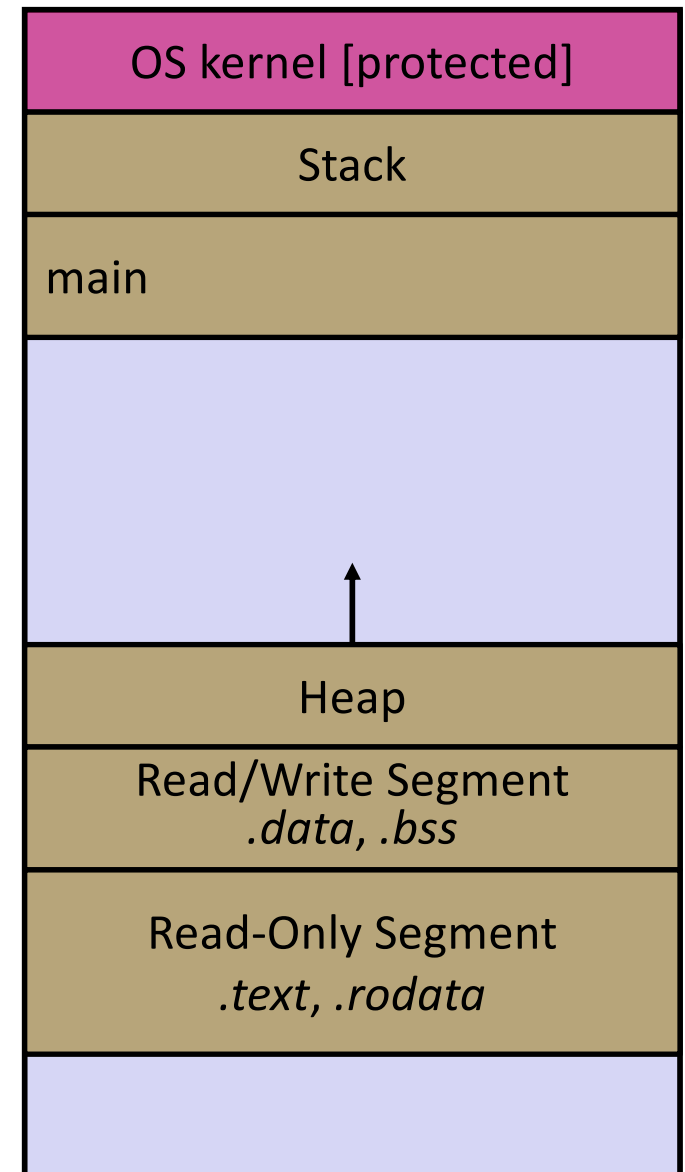 OS kernel [protected]
Stack
main
Heap
Read/Write Segment
.data, .bss
Read-Only Segment
.text, .rodata